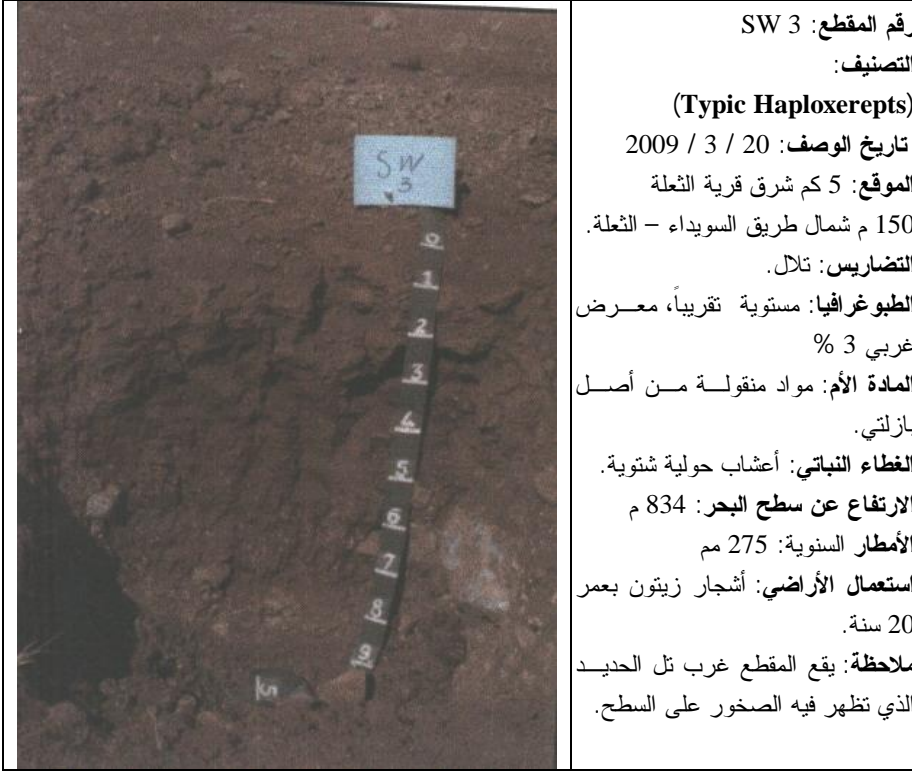 رقم المقطع: SW 3
التصنيف:
(Typic Haploxerepts)
تاريخ الوصف: 20 / 3 / 2009
الموقع: 5 كم شرق قرية الثعلة
150 م شمال طريق السويداء – الثعلة.
التضاريس: تلال.
الطبوغرافيا: مستوية تقريباً، معرض
غربي 3 %
المادة الأم: مواد منقولة من أصل
بازلتي.
الغطاء النباتي: أعشاب حولية شتوية.
الارتفاع عن سطح البحر: 834 م
الأمطار السنوية: 275 مم
استعمال الأراضي: أشجار زيتون بعمر
20 سنة.
ملاحظة: يقع المقطع غرب تل الحديد
الذي تظهر فيه الصخور على السطح.
SW
3
0
1
2
3
4
5
6
7
8
9
5